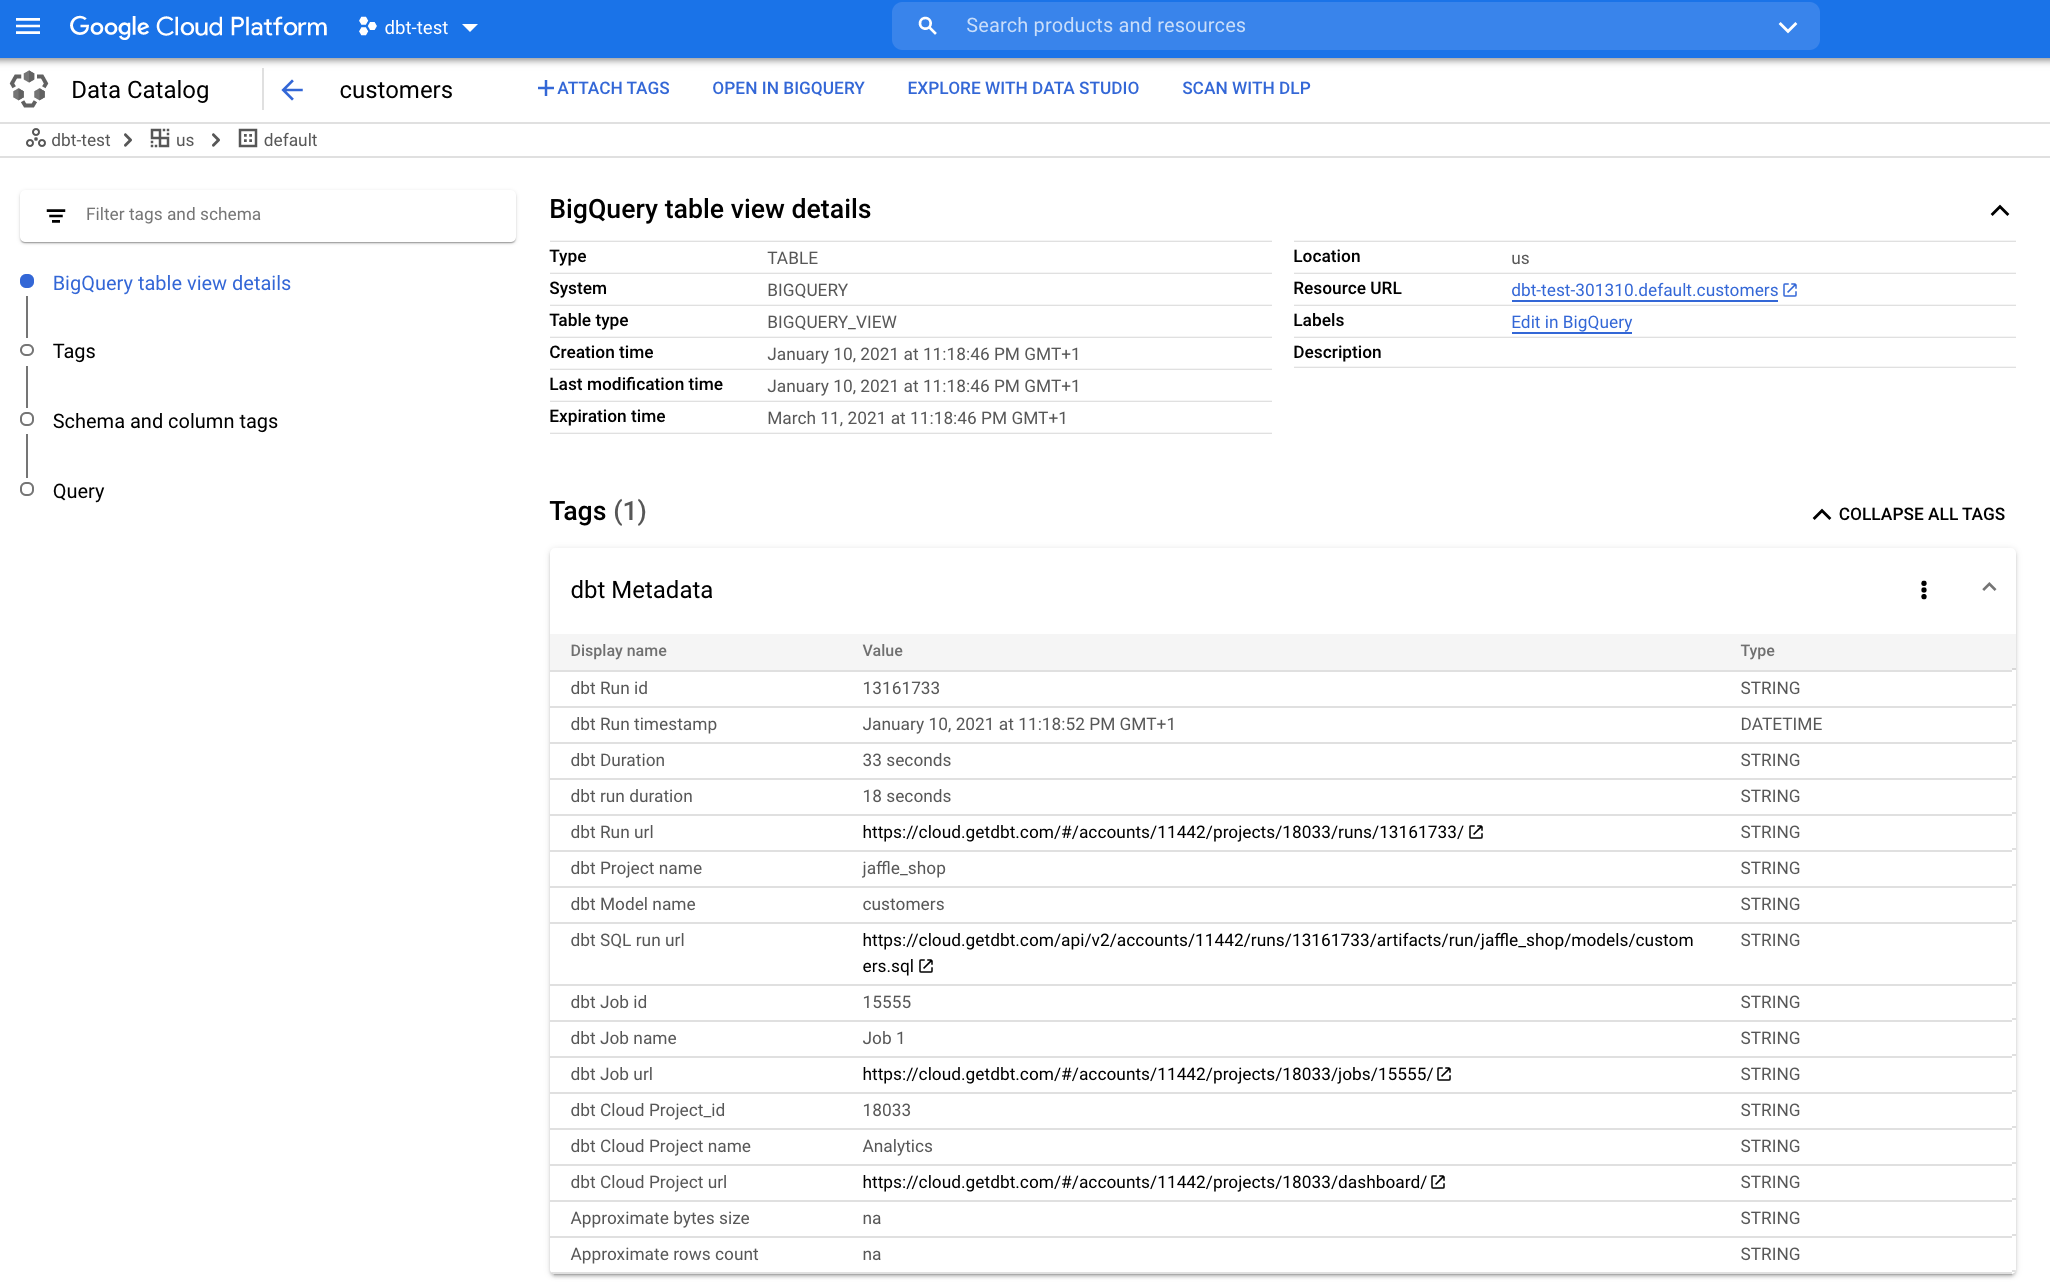 Google Cloud Platform
dbt-test
Search products and resources
Data Catalog
customers
ATTACH TAGS
OPEN IN BIGQUERY
EXPLORE WITH DATA STUDIO
SCAN WITH DLP
dbt-test
us
default
Filter tags and schema
BigQuery table view details
Tags
Schema and column tags
Query
BigQuery table view details
Type TABLE
System BIGQUERY
Table type BIGQUERY_VIEW
Creation time January 10, 2021 at 11:18:46 PM GMT+1
Last modification time January 10, 2021 at 11:18:46 PM GMT+1
Expiration time March 11, 2021 at 11:18:46 PM GMT+1
Location us
Resource URL dbt-test-301310.default.customers
Labels Edit in BigQuery
Description
Tags (1)
COLLAPSE ALL TAGS
dbt Metadata
Display name Value Type
dbt Run id 13161733 STRING
dbt Run timestamp January 10, 2021 at 11:18:52 PM GMT+1 DATETIME
dbt Duration 33 seconds STRING
dbt run duration 18 seconds STRING
dbt Run url https://cloud.getdbt.com/#/accounts/11442/projects/18033/runs/13161733/ STRING
dbt Project name jaffle_shop STRING
dbt Model name customers STRING
dbt SQL run url https://cloud.getdbt.com/api/v2/accounts/11442/runs/13161733/artifacts/run/jaffle_shop/models/custom STRING
ers.sql
dbt Job id 15555 STRING
dbt Job name Job 1 STRING
dbt Job url https://cloud.getdbt.com/#/accounts/11442/projects/18033/jobs/15555/ STRING
dbt Cloud Project_id 18033 STRING
dbt Cloud Project name Analytics STRING
dbt Cloud Project url https://cloud.getdbt.com/#/accounts/11442/projects/18033/dashboard/ STRING
Approximate bytes size na STRING
Approximate rows count na STRING